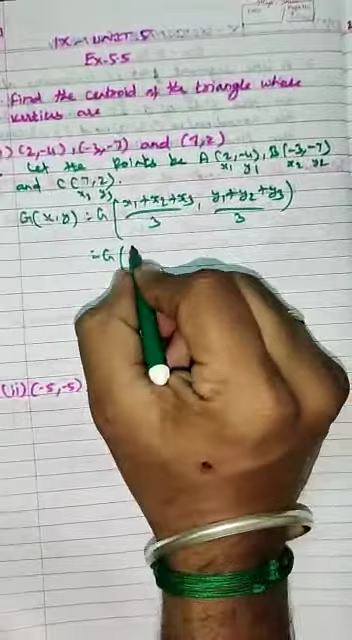 IX - UNIT 5
Ex-5.5
Find the centroid of the triangle whose
vertices are
(2,-4), (-3,-7) and (7,2)
Let the Points be A(2,-4), B(-3,-7)
x1 y1 x2 y2
and C(7,2).
x3 y3
G(x,y) = G(x1+x2+x3/3, y1+y2+y3/3)
= G(
(ii) (-5,-5)